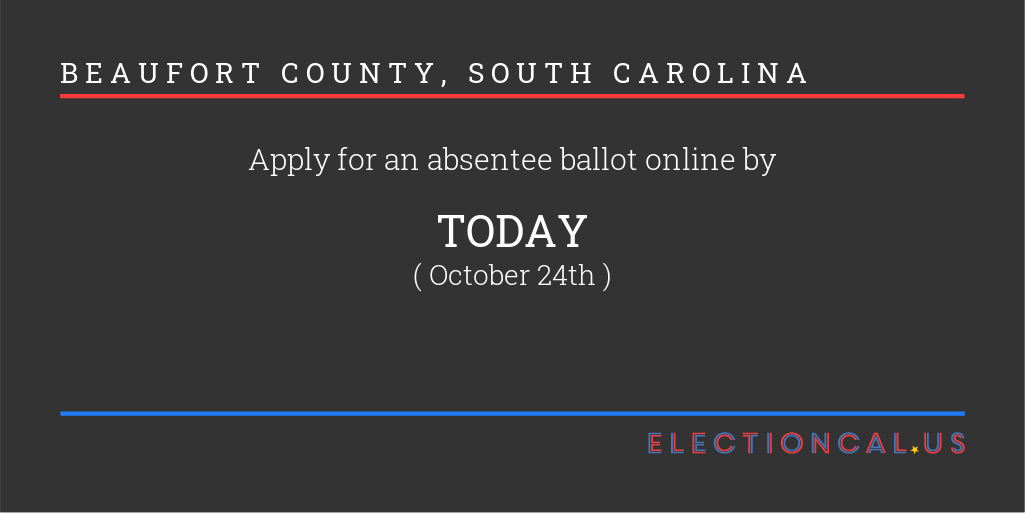 BEAUFORT COUNTY, SOUTH CAROLINA
Apply for an absentee ballot online by
TODAY
( October 24th )
ELECTIONCAL.US